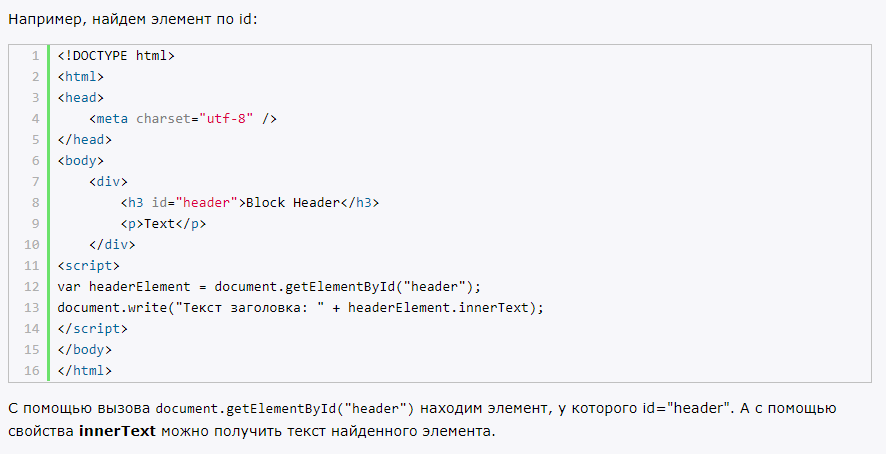 Например, найдем элемент по id:
1 <!DOCTYPE html>
2 <html>
3 <head>
4     <meta charset="utf-8" />
5 </head>
6 <body>
7     <div>
8         <h3 id="header">Block Header</h3>
9         <p>Text</p>
10     </div>
11 <script>
12 var headerElement = document.getElementById("header");
13 document.write("Текст заголовка: " + headerElement.innerText);
14 </script>
15 </body>
16 </html>
С помощью вызова document.getElementById("header") находим элемент, у которого id="header". А с помощью
свойства innerText можно получить текст найденного элемента.